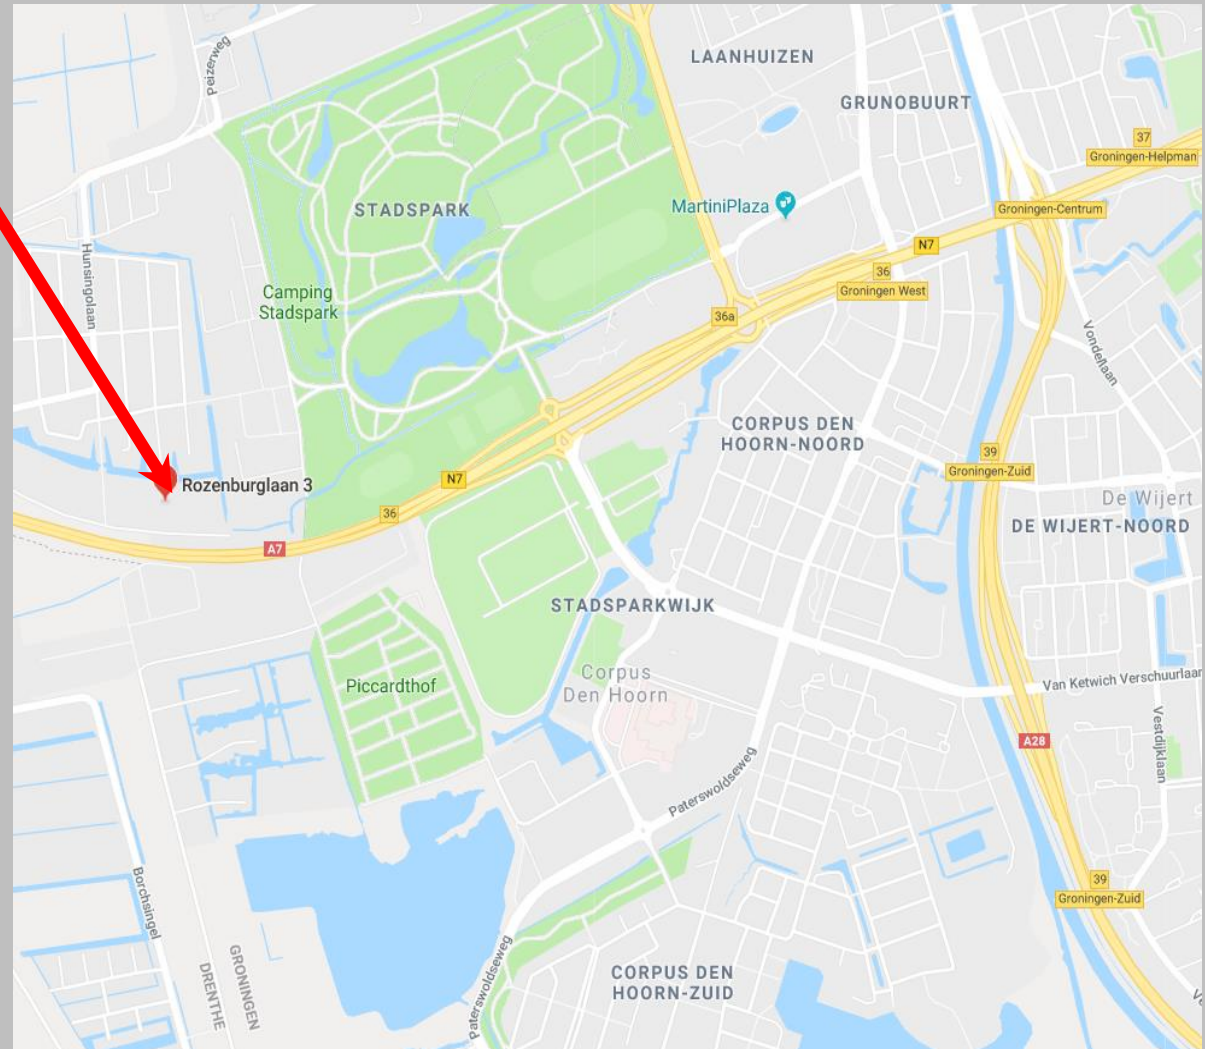 LAANHUIZEN
Peizerweg
GRUNOBUURT
37
Groningen-Helpman
STADSPARK
MartiniPlaza
Groningen-Centrum
N7
Hunsingolaan
36
Groningen West
Camping
Stadspark
36a
Vondellaan
CORPUS DEN
HOORN-NOORD
39
Groningen-Zuid
N7
Rozenburglaan 3
De Wijert
36
DE WIJERT-NOORD
A7
STADSPARKWIJK
Corpus
Den Hoorn
Van Ketwich Verschuurlaan
Piccardthof
A28
Vestdijklaan
Paterswoldseweg
Borchsingel
39
Groningen-Zuid
GRONINGEN
DRENTHE
Paterswoldseweg
CORPUS DEN
HOORN-ZUID